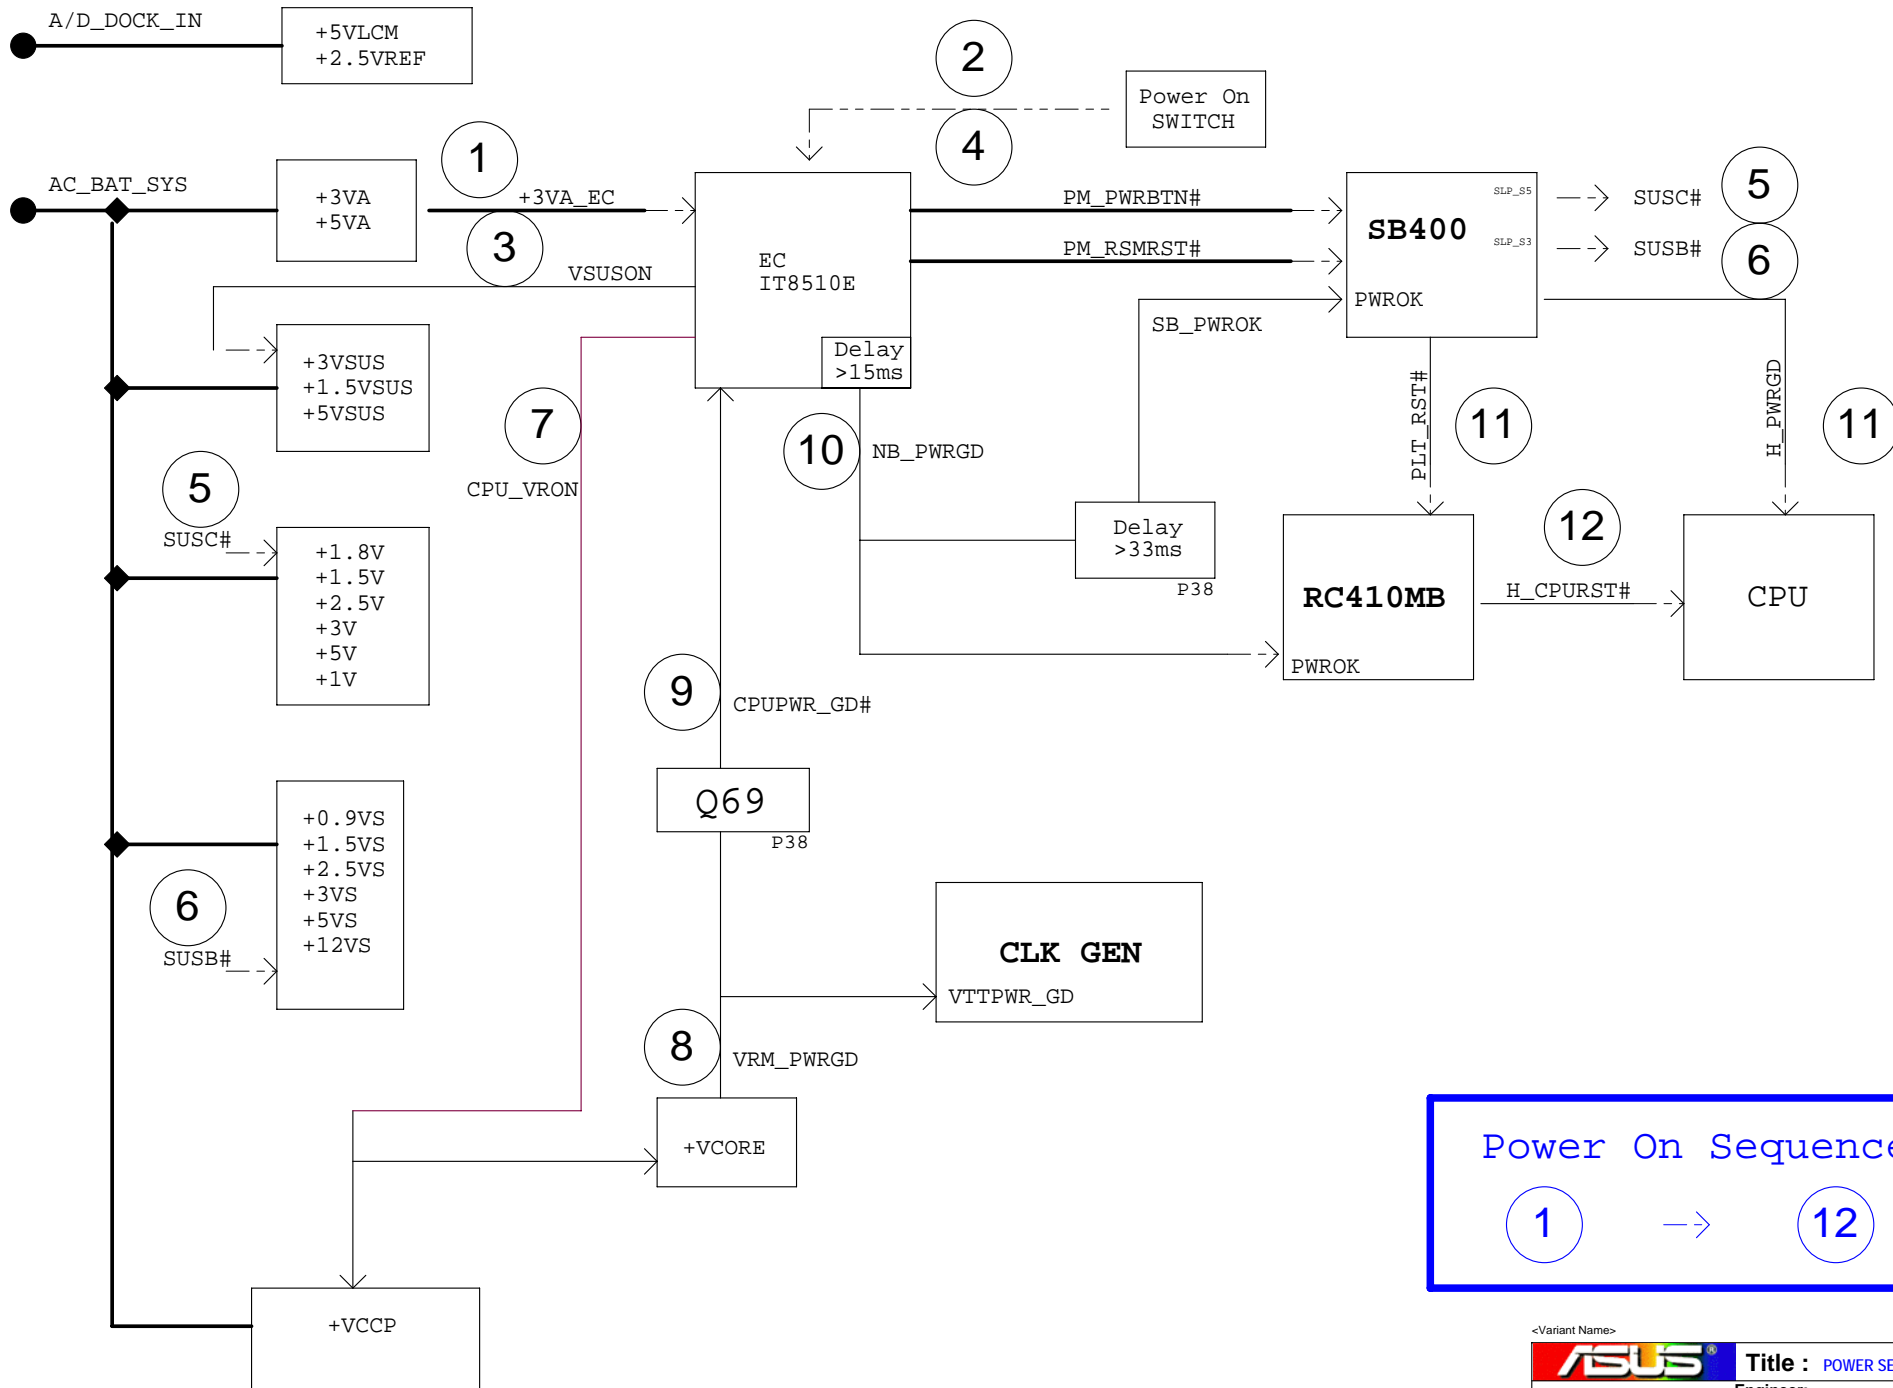 A/D_DOCK_IN
+5VLCM
+2.5VREF
2
Power On
SWITCH
4
1
AC_BAT_SYS
+3VA
+5VA
+3VA_EC
3
VSUSON
EC
IT8510E
Delay
>15ms
PM_PWRBTN#
PM_RSMRST#
SB400
SLP_S5
SLP_S3
PWROK
SUSC#
5
SUSB#
6
SB_PWROK
+3VSUS
+1.5VSUS
+5VSUS
7
CPU_VRON
10
NB_PWRGD
PLT_RST#
11
H_PWRGD
11
5
SUSC#
+1.8V
+1.5V
+2.5V
+3V
+5V
+1V
Delay
>33ms
P38
RC410MB
PWROK
12
H_CPURST#
CPU
9
CPUPWR_GD#
Q69
P38
+0.9VS
+1.5VS
+2.5VS
+3VS
+5VS
+12VS
6
SUSB#
CLK GEN
VTTPWR_GD
8
VRM_PWRGD
+VCORE
Power On Sequence
1
12
+VCCP
<Variant Name>
ASUS®
Title : POWER SE